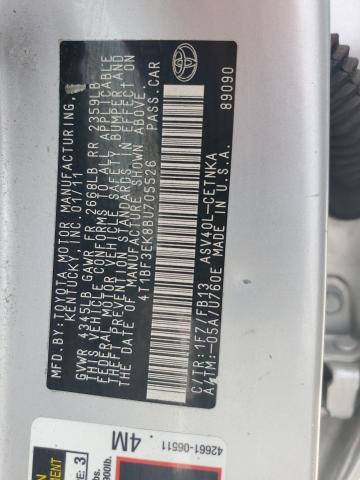 MFD. BY: TOYOTA MOTOR MANUFACTURING,
KENTUCKY, INC. 01/11
GVWR 4345LB GAWR FR 2668LB RR 2359LB
THIS VEHICLE CONFORMS TO ALL APPLICABLE
FEDERAL MOTOR VEHICLE SAFETY, BUMPER, AND
THEFT PREVENTION STANDARDS IN EFFECT ON
THE DATE OF MANUFACTURE SHOWN ABOVE.
4T1BF3EK8BU705526 PASS.CAR
TOYOTA
C/TR:1F7/FB13 ASV40L-CETNKA
A/TM:-05A/U760E MADE IN U.S.A.
89090
42661-06511
4M